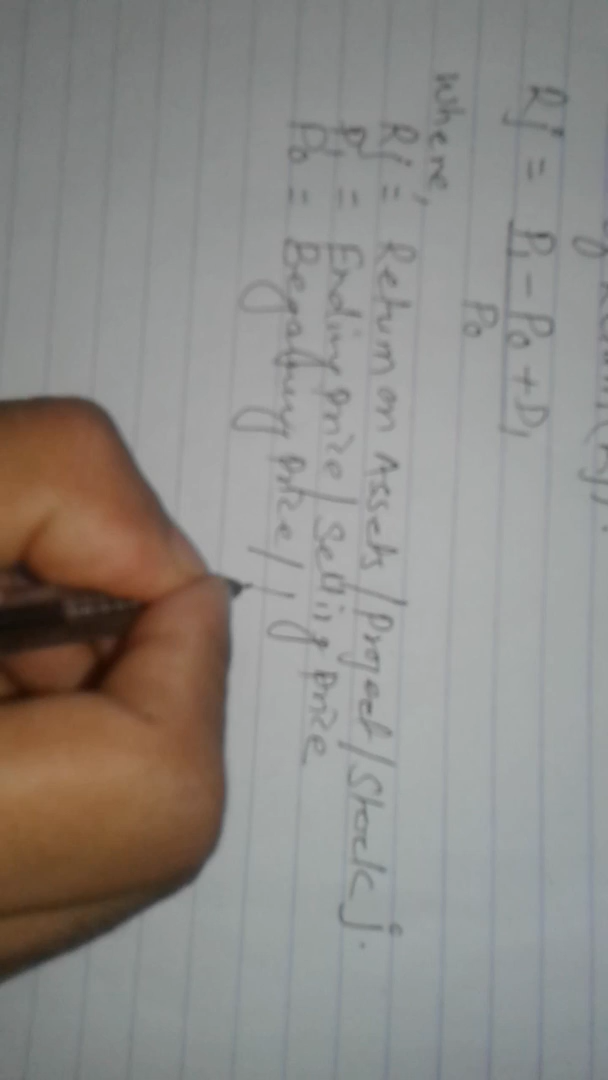 Rj = P₁ - P₀ + D₁
P₀
where,
Rj = Return on Assets / project / Stock j.
P₁ = Ending price / Selling price
P₀ = Begaining price /